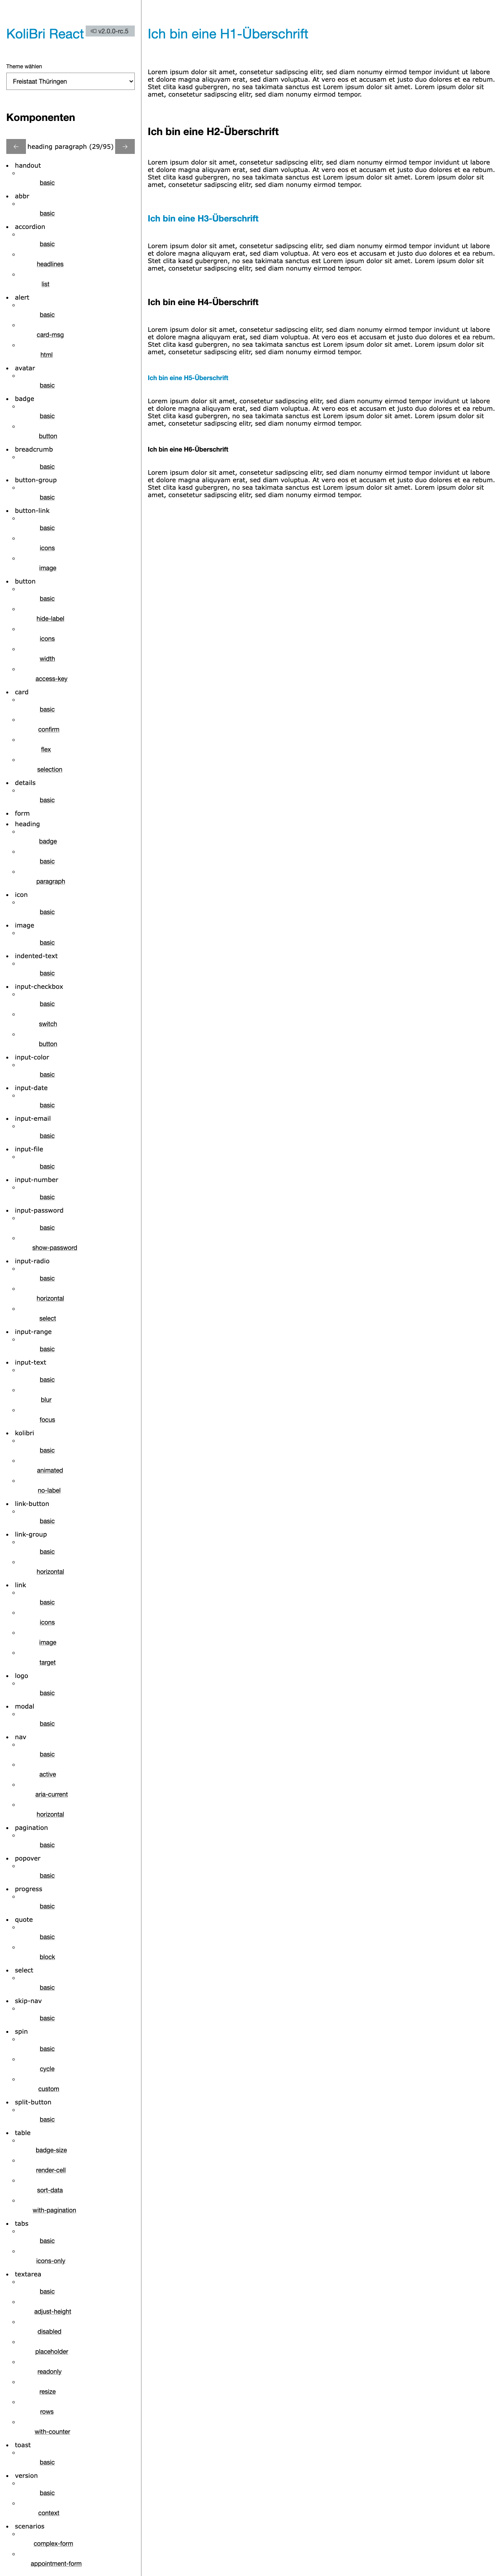 KoliBri React
v2.0.0-rc.5
Theme wählen
Freistaat Thüringen
Komponenten
heading paragraph (29/95)
handout
basic
abbr
basic
accordion
basic
headlines
list
alert
basic
card-msg
html
avatar
basic
badge
basic
button
breadcrumb
basic
button-group
basic
button-link
basic
icons
image
button
basic
hide-label
icons
width
access-key
card
basic
confirm
flex
selection
details
basic
form
heading
badge
basic
paragraph
icon
basic
image
basic
indented-text
basic
input-checkbox
basic
switch
button
input-color
basic
input-date
basic
input-email
basic
input-file
basic
input-number
basic
input-password
basic
show-password
input-radio
basic
horizontal
select
input-range
basic
input-text
basic
blur
focus
kolibri
basic
animated
no-label
link-button
basic
link-group
basic
horizontal
link
basic
icons
image
target
logo
basic
modal
basic
nav
basic
active
aria-current
horizontal
pagination
basic
popover
basic
progress
basic
quote
basic
block
select
basic
skip-nav
basic
spin
basic
cycle
custom
split-button
basic
table
badge-size
render-cell
sort-data
with-pagination
tabs
basic
icons-only
textarea
basic
adjust-height
disabled
placeholder
readonly
resize
rows
with-counter
toast
basic
version
basic
context
scenarios
complex-form
appointment-form
Ich bin eine H1-Überschrift
Lorem ipsum dolor sit amet, consetetur sadipscing elitr, sed diam nonumy eirmod tempor invidunt ut labore
et dolore magna aliquyam erat, sed diam voluptua. At vero eos et accusam et justo duo dolores et ea rebum.
Stet clita kasd gubergren, no sea takimata sanctus est Lorem ipsum dolor sit amet. Lorem ipsum dolor sit
amet, consetetur sadipscing elitr, sed diam nonumy eirmod tempor.
Ich bin eine H2-Überschrift
Lorem ipsum dolor sit amet, consetetur sadipscing elitr, sed diam nonumy eirmod tempor invidunt ut labore
et dolore magna aliquyam erat, sed diam voluptua. At vero eos et accusam et justo duo dolores et ea rebum.
Stet clita kasd gubergren, no sea takimata sanctus est Lorem ipsum dolor sit amet. Lorem ipsum dolor sit
amet, consetetur sadipscing elitr, sed diam nonumy eirmod tempor.
Ich bin eine H3-Überschrift
Lorem ipsum dolor sit amet, consetetur sadipscing elitr, sed diam nonumy eirmod tempor invidunt ut labore
et dolore magna aliquyam erat, sed diam voluptua. At vero eos et accusam et justo duo dolores et ea rebum.
Stet clita kasd gubergren, no sea takimata sanctus est Lorem ipsum dolor sit amet. Lorem ipsum dolor sit
amet, consetetur sadipscing elitr, sed diam nonumy eirmod tempor.
Ich bin eine H4-Überschrift
Lorem ipsum dolor sit amet, consetetur sadipscing elitr, sed diam nonumy eirmod tempor invidunt ut labore
et dolore magna aliquyam erat, sed diam voluptua. At vero eos et accusam et justo duo dolores et ea rebum.
Stet clita kasd gubergren, no sea takimata sanctus est Lorem ipsum dolor sit amet. Lorem ipsum dolor sit
amet, consetetur sadipscing elitr, sed diam nonumy eirmod tempor.
Ich bin eine H5-Überschrift
Lorem ipsum dolor sit amet, consetetur sadipscing elitr, sed diam nonumy eirmod tempor invidunt ut labore
et dolore magna aliquyam erat, sed diam voluptua. At vero eos et accusam et justo duo dolores et ea rebum.
Stet clita kasd gubergren, no sea takimata sanctus est Lorem ipsum dolor sit amet. Lorem ipsum dolor sit
amet, consetetur sadipscing elitr, sed diam nonumy eirmod tempor.
Ich bin eine H6-Überschrift
Lorem ipsum dolor sit amet, consetetur sadipscing elitr, sed diam nonumy eirmod tempor invidunt ut labore
et dolore magna aliquyam erat, sed diam voluptua. At vero eos et accusam et justo duo dolores et ea rebum.
Stet clita kasd gubergren, no sea takimata sanctus est Lorem ipsum dolor sit amet. Lorem ipsum dolor sit
amet, consetetur sadipscing elitr, sed diam nonumy eirmod tempor.